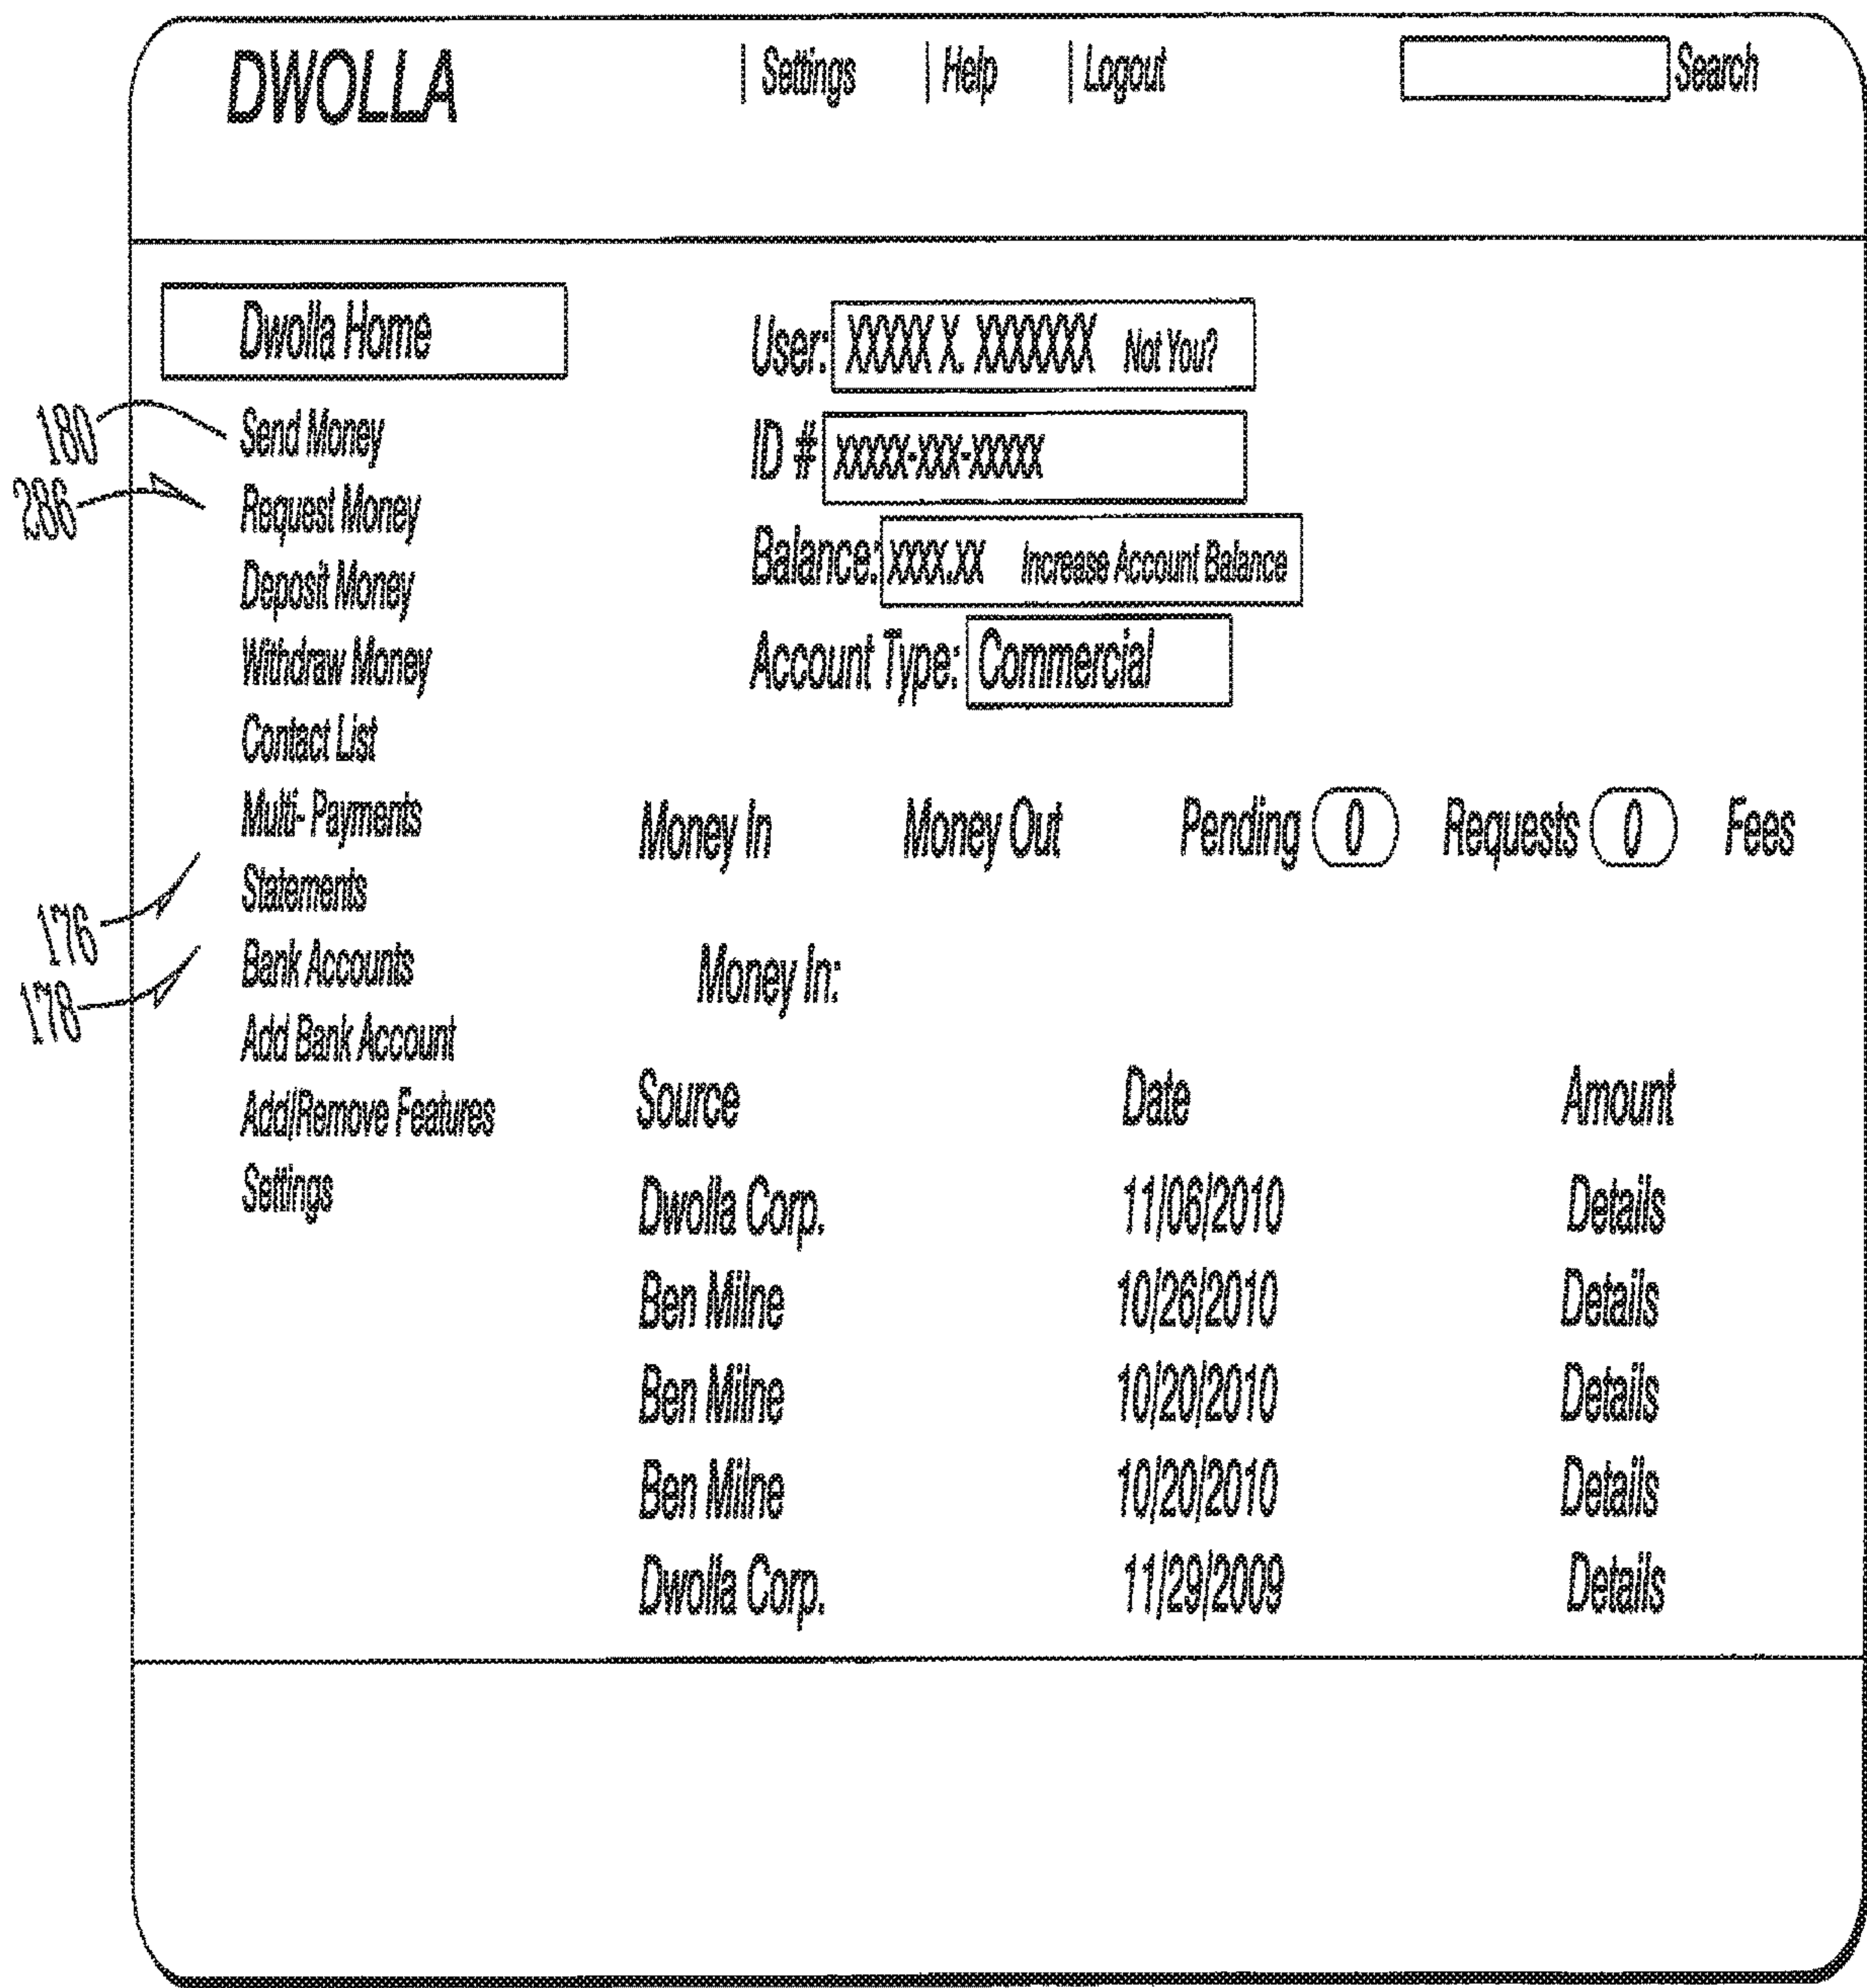 DWOLLA | Settings | Help | Logout Search
Dwolla Home
180 Send Money
286 Request Money
Deposit Money
Withdraw Money
Contact List
Multi- Payments
176
Statements
178 Bank Accounts
Add Bank Account
Add/Remove Features
Settings
User: XXXXX X. XXXXXXX Not You?
ID # xxxxx-xxx-xxxxx
Balance: xxxx.xx Increase Account Balance
Account Type: Commercial
Money In Money Out Pending 0 Requests 0 Fees
Money In:
Source Date Amount
Dwolla Corp. 11/06/2010 Details
Ben Milne 10/26/2010 Details
Ben Milne 10/20/2010 Details
Ben Milne 10/20/2010 Details
Dwolla Corp. 11/29/2009 Details